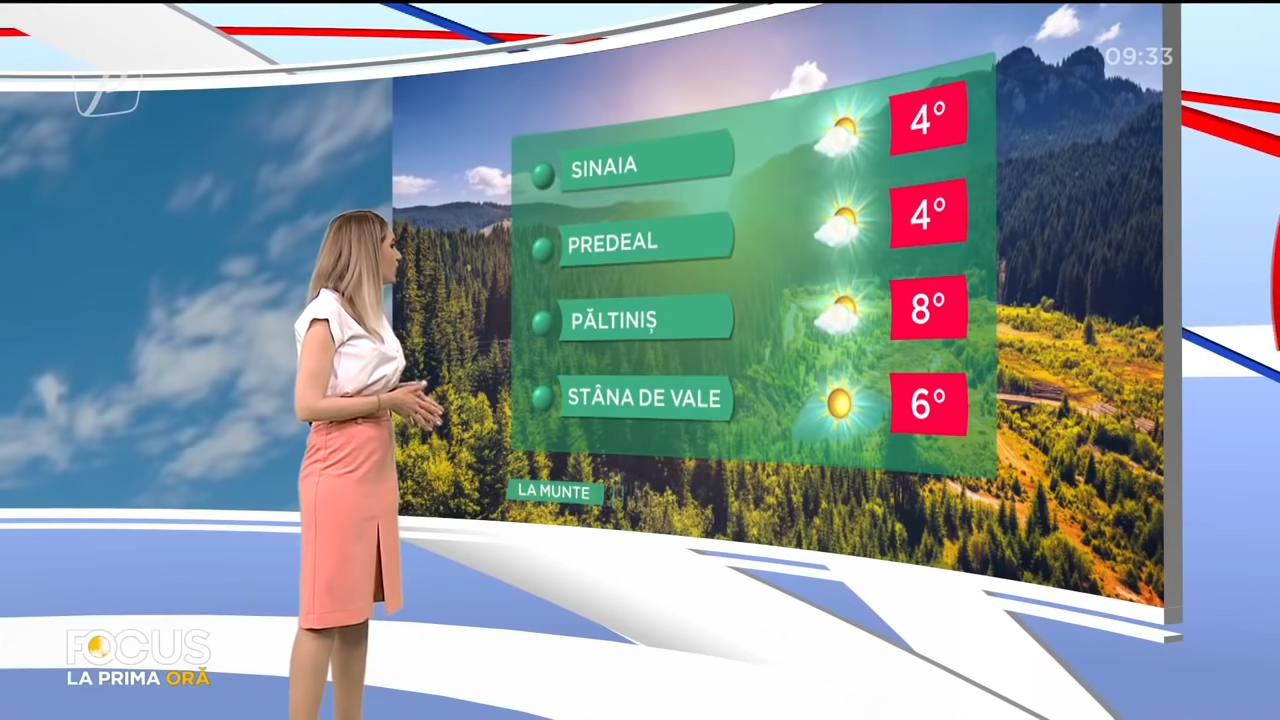 09:33
SINAIA 4°
PREDEAL 4°
PĂLTINIȘ 8°
STÂNA DE VALE 6°
LA MUNTE
FOCUS
LA PRIMA ORĂ